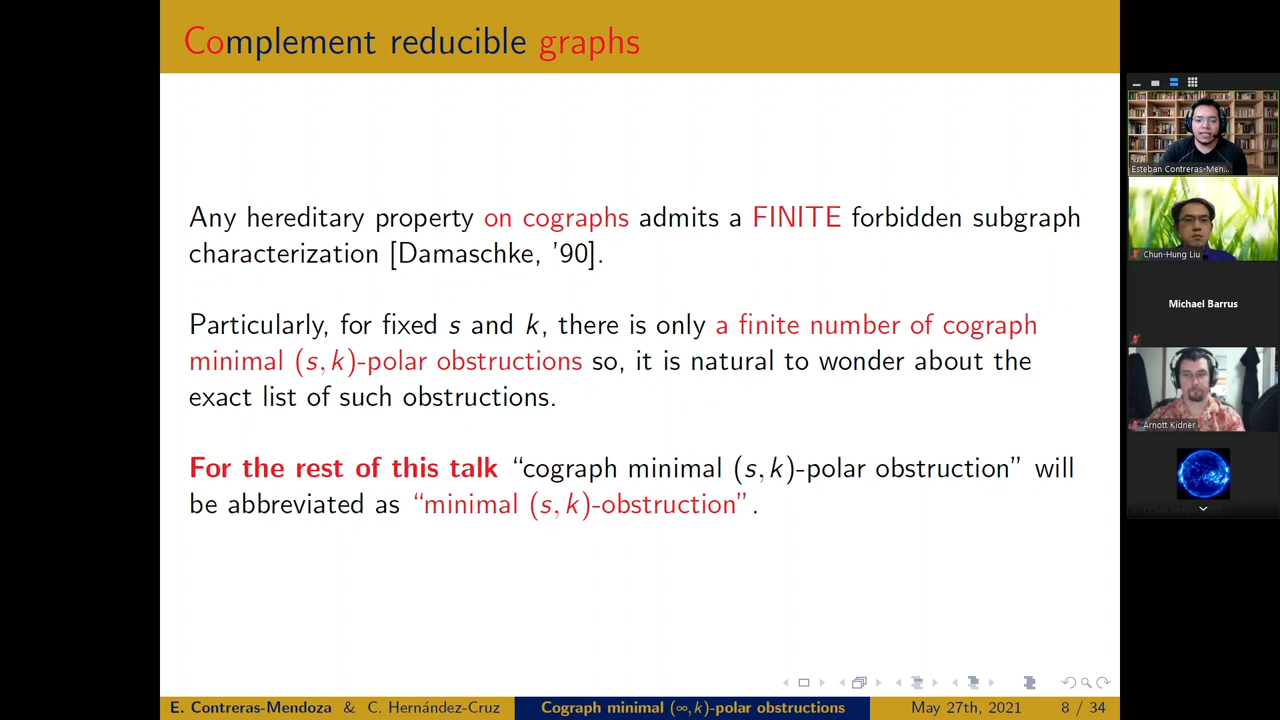 Complement reducible graphs
Any hereditary property on cographs admits a FINITE forbidden subgraph
characterization [Damaschke, '90].
Particularly, for fixed s and k, there is only a finite number of cograph
minimal (s, k)-polar obstructions so, it is natural to wonder about the
exact list of such obstructions.
For the rest of this talk “cograph minimal (s, k)-polar obstruction” will
be abbreviated as “minimal (s, k)-obstruction”.
E. Contreras-Mendoza & C. Hernández-Cruz
Cograph minimal (∞, k)-polar obstructions
May 27th, 2021
8 / 34
Esteban Contreras-Men...
Chun-Hung Liu
Michael Barrus
Arnott Kidner